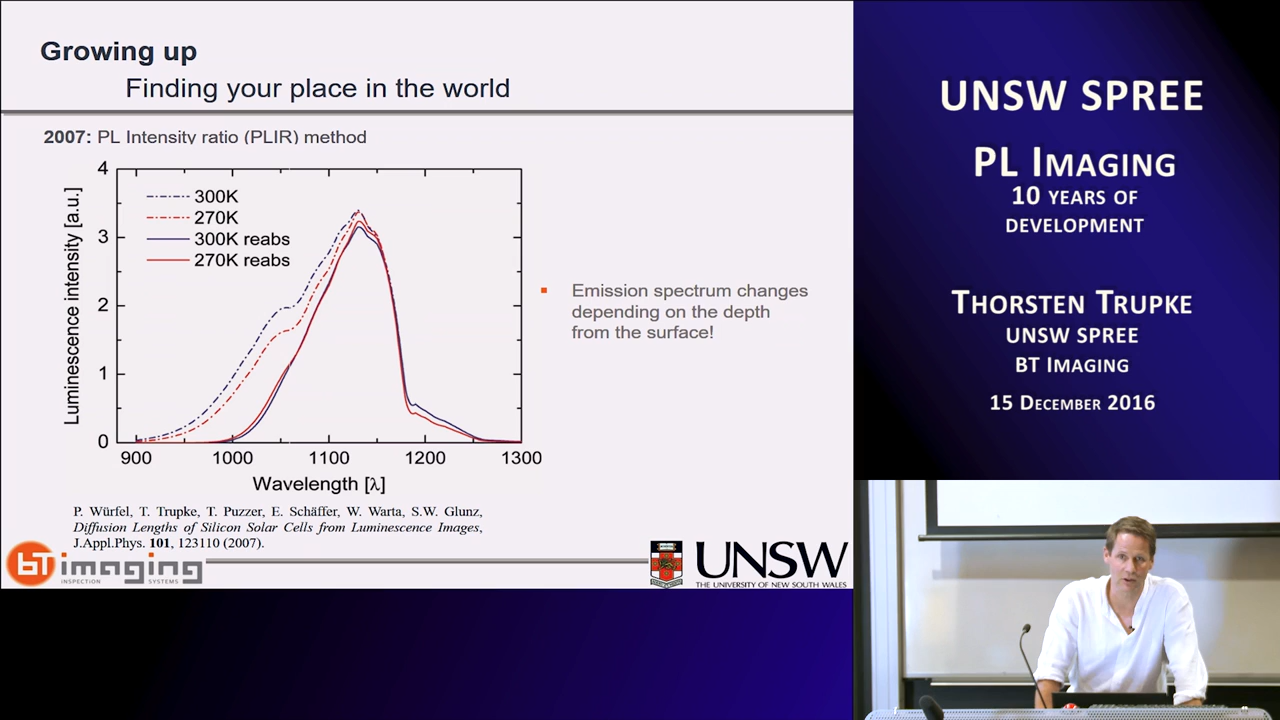 Growing up
Finding your place in the world
2007: PL Intensity ratio (PLIR) method
4
3
2
1
0
Luminescence intensity [a.u.]
300K
270K
300K reabs
270K reabs
900
1000
1100
1200
1300
Wavelength [λ]
Emission spectrum changes
depending on the depth
from the surface!
P. Würfel, T. Trupke, T. Puzzer, E. Schäffer, W. Warta, S.W. Glunz,
Diffusion Lengths of Silicon Solar Cells from Luminescence Images,
J.Appl.Phys. 101, 123110 (2007).
bT imaging
INSPECTION SYSTEMS
UNSW
THE UNIVERSITY OF NEW SOUTH WALES
UNSW SPREE
PL IMAGING
10 YEARS OF
DEVELOPMENT
THORSTEN TRUPKE
UNSW SPREE
BT IMAGING
15 DECEMBER 2016